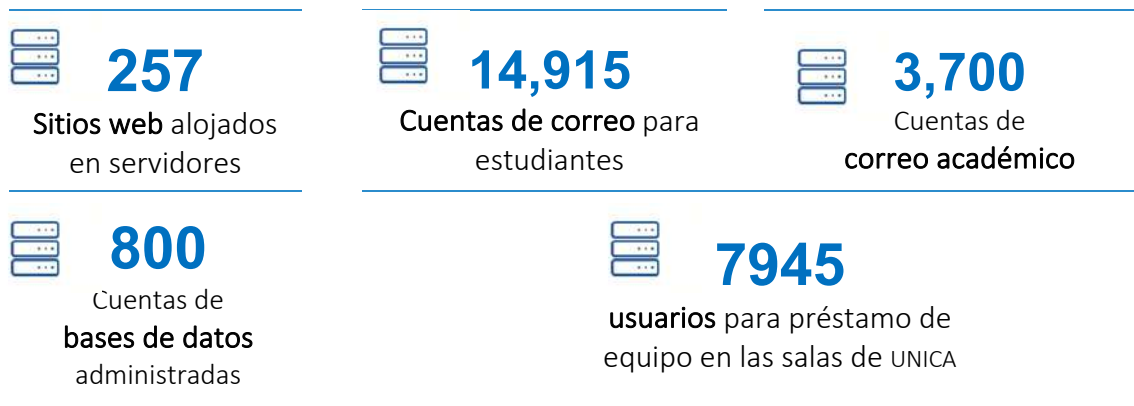 257
Sitios web alojados
en servidores
14,915
Cuentas de correo para
estudiantes
3,700
Cuentas de
correo académico
800
Cuentas de
bases de datos
administradas
7945
usuarios para préstamo de
equipo en las salas de UNICA